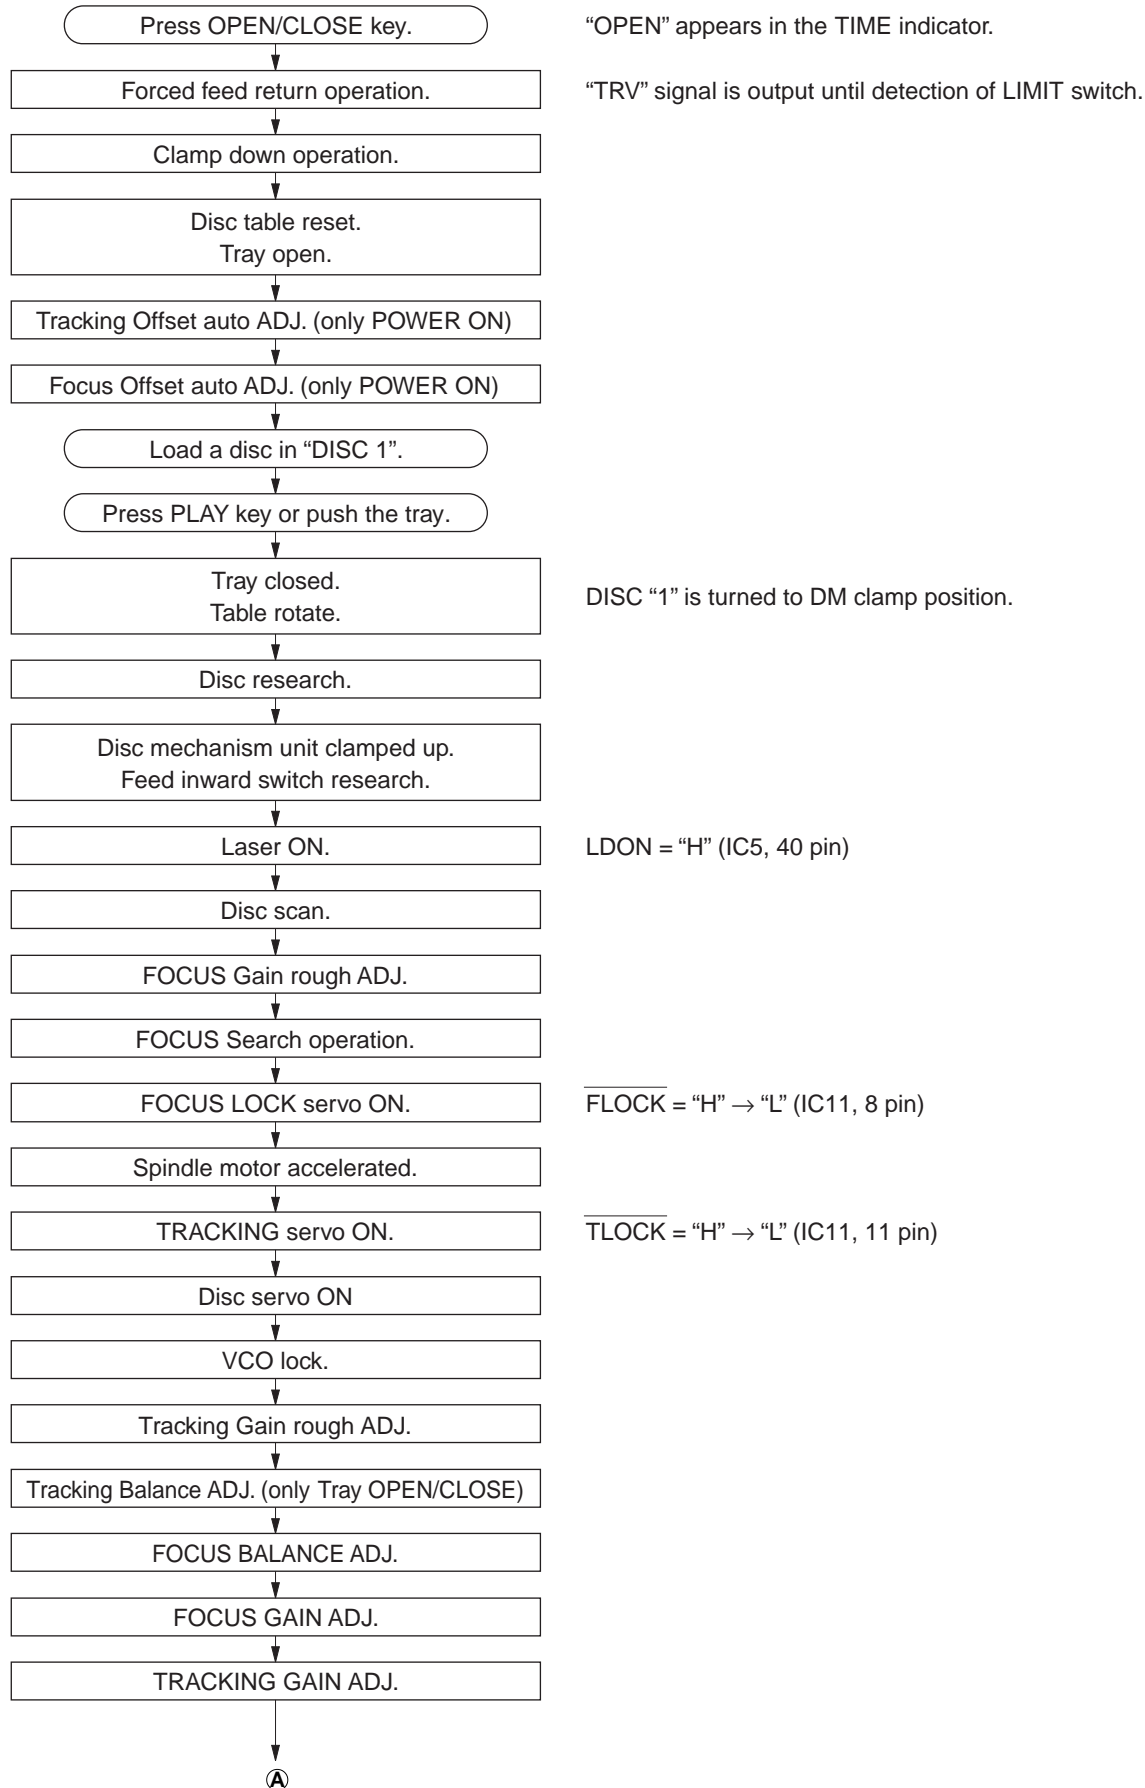 Press OPEN/CLOSE key.
“OPEN” appears in the TIME indicator.
Forced feed return operation.
“TRV” signal is output until detection of LIMIT switch.
Clamp down operation.
Disc table reset.
Tray open.
Tracking Offset auto ADJ. (only POWER ON)
Focus Offset auto ADJ. (only POWER ON)
Load a disc in “DISC 1”.
Press PLAY key or push the tray.
Tray closed.
Table rotate.
DISC “1” is turned to DM clamp position.
Disc research.
Disc mechanism unit clamped up.
Feed inward switch research.
Laser ON.
LDON = “H” (IC5, 40 pin)
Disc scan.
FOCUS Gain rough ADJ.
FOCUS Search operation.
FOCUS LOCK servo ON.
F̅L̅O̅C̅K̅ = “H” → “L” (IC11, 8 pin)
Spindle motor accelerated.
TRACKING servo ON.
T̅L̅O̅C̅K̅ = “H” → “L” (IC11, 11 pin)
Disc servo ON
VCO lock.
Tracking Gain rough ADJ.
Tracking Balance ADJ. (only Tray OPEN/CLOSE)
FOCUS BALANCE ADJ.
FOCUS GAIN ADJ.
TRACKING GAIN ADJ.
Ⓐ